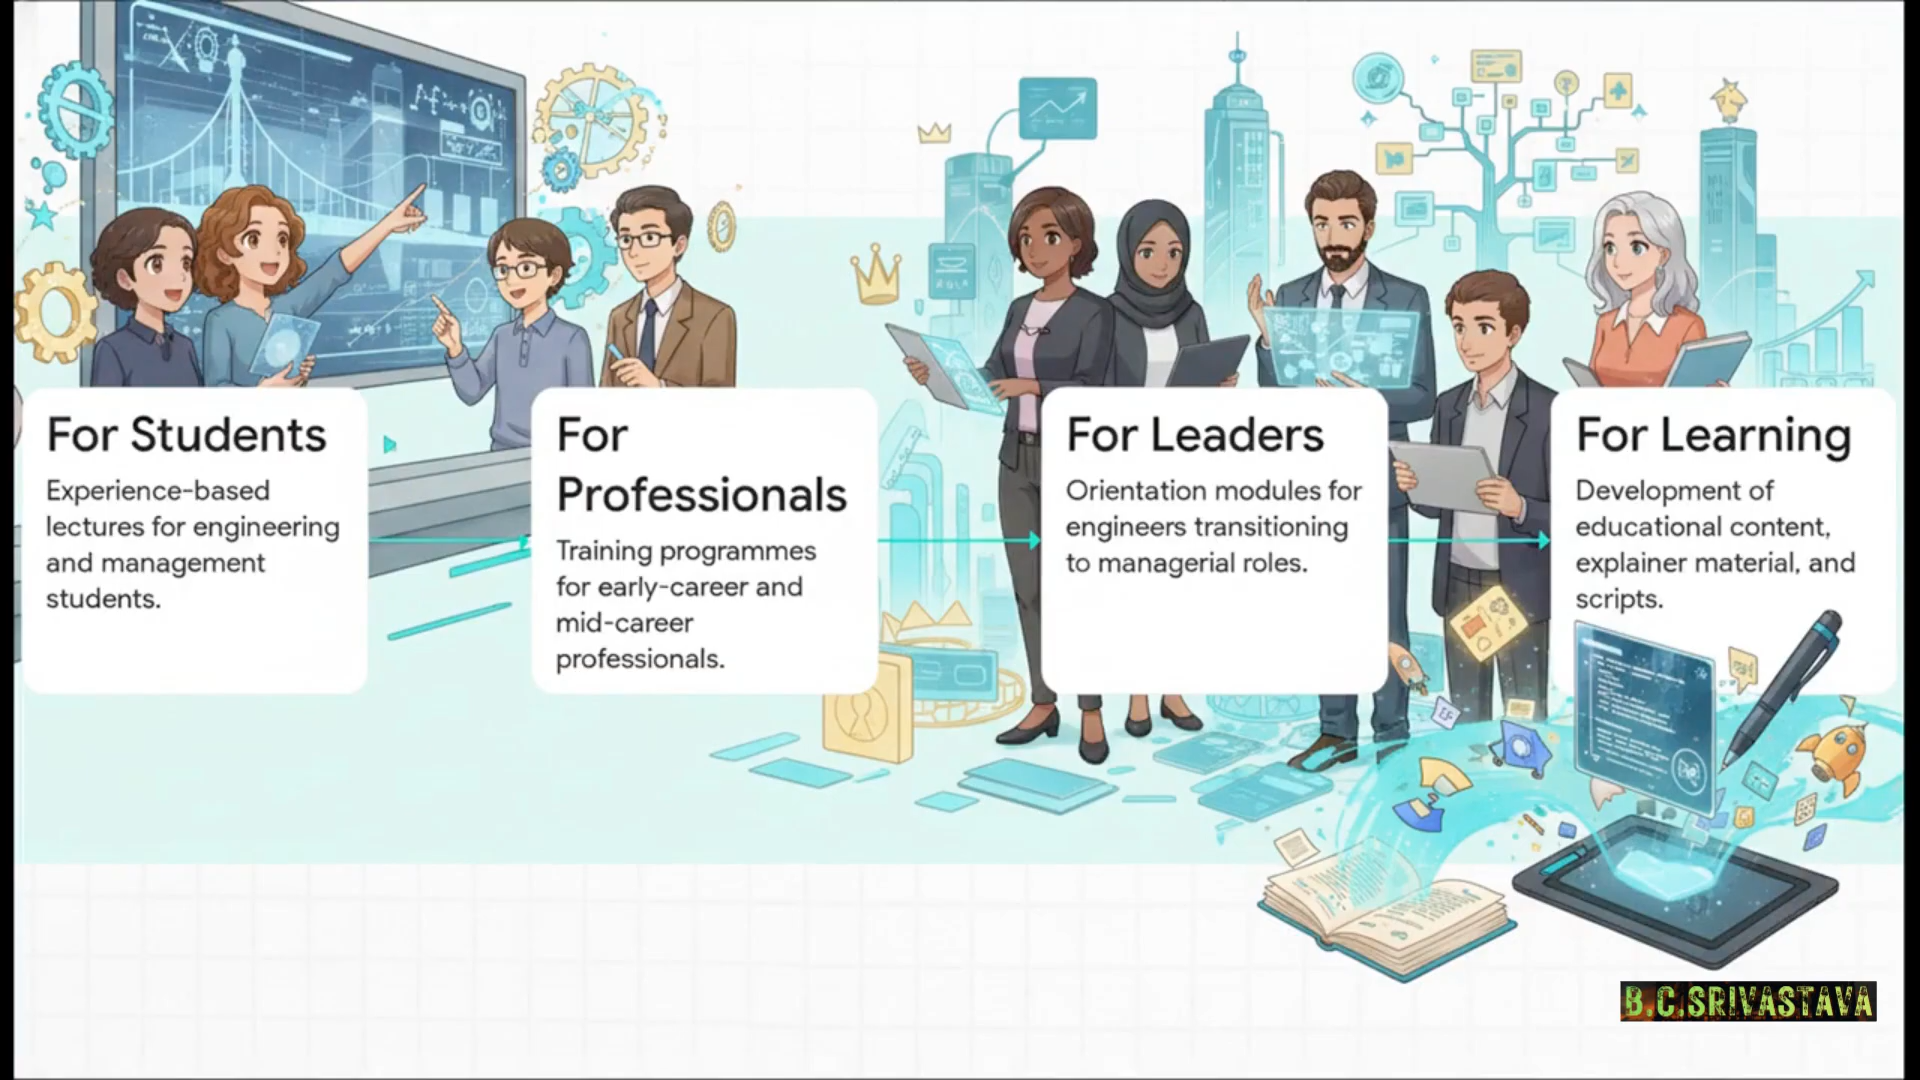 For Students
Experience-based
lectures for engineering
and management
students.
For
Professionals
Training programmes
for early-career and
mid-career
professionals.
For Leaders
Orientation modules for
engineers transitioning
to managerial roles.
For Learning
Development of
educational content,
explainer material, and
scripts.
B.C.SRIVASTAVA